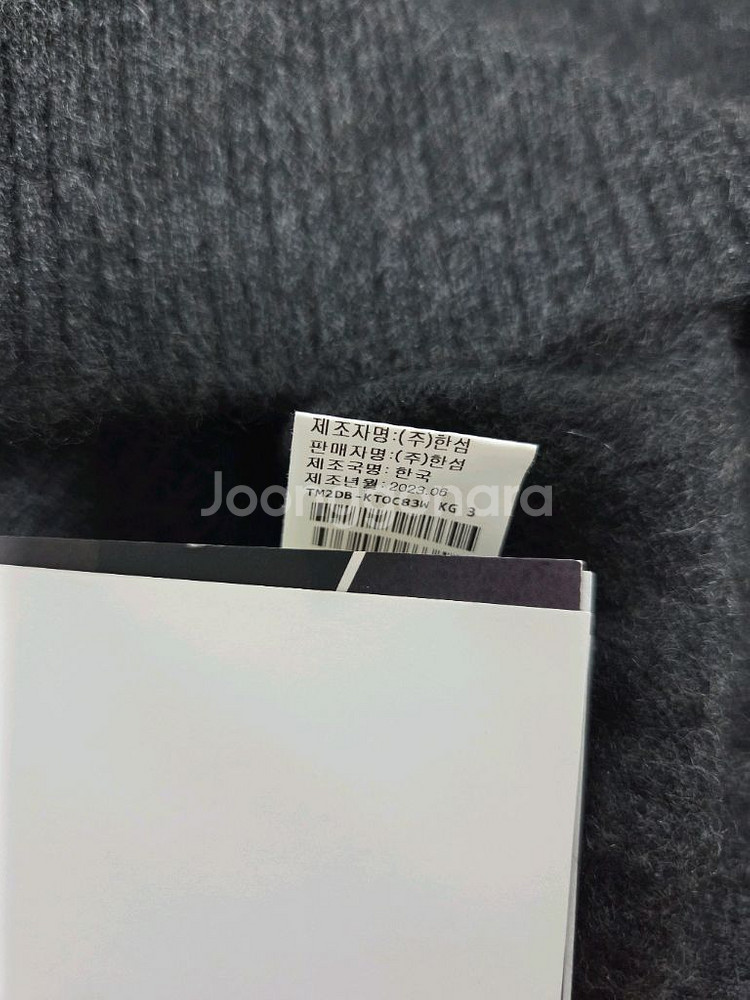 제조자명:(주)한섬
판매자명:(주)한섬
제조국명: 한국
제조년월:2023.06
TM2DB-KTOC83W KG 3
Joonggonara